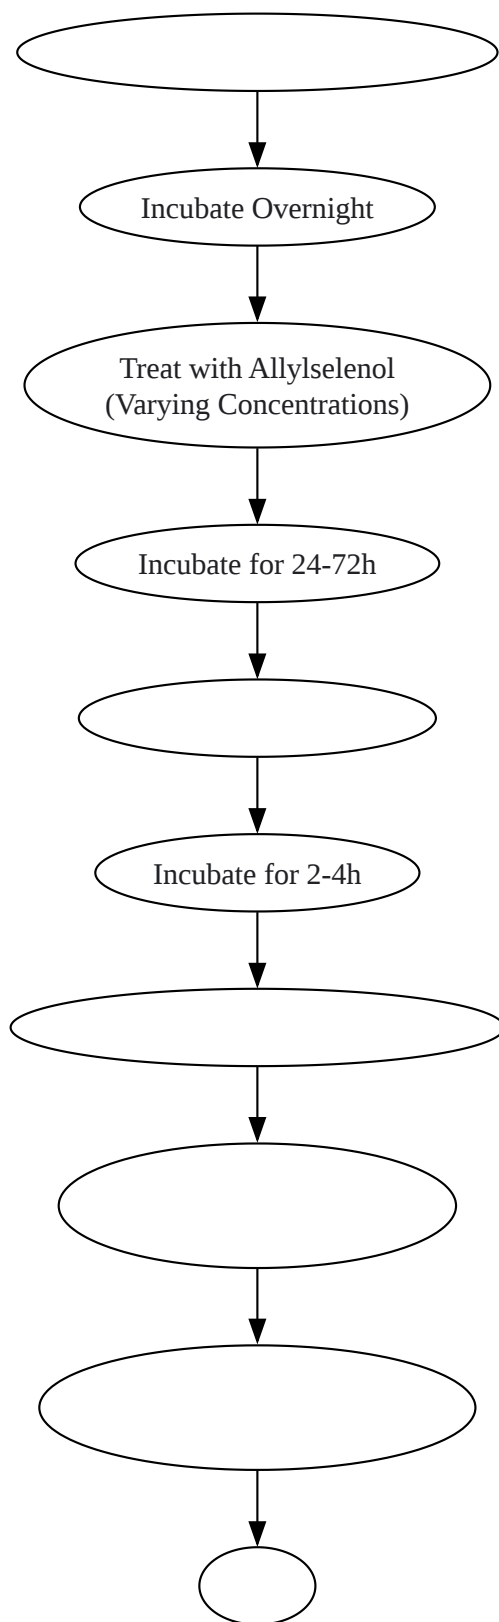 Incubate Overnight
Treat with Allylselenol
(Varying Concentrations)
Incubate for 24-72h
Incubate for 2-4h